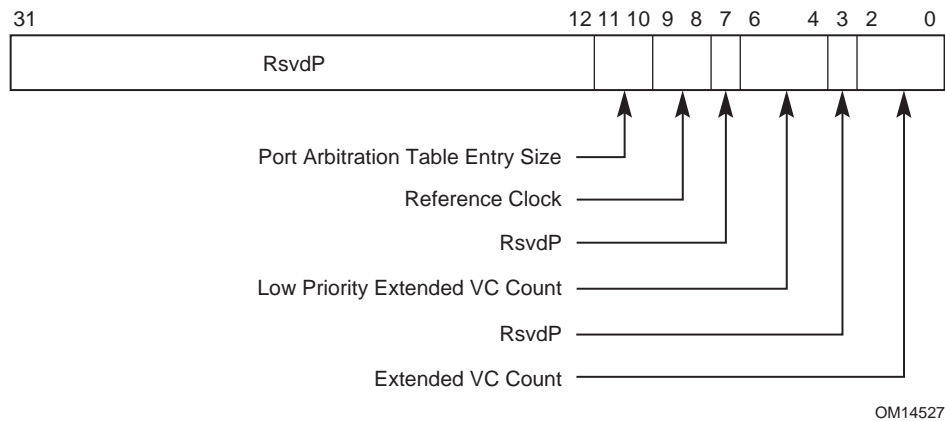 31 12 11 10 9 8 7 6 4 3 2 0
RsvdP
Port Arbitration Table Entry Size
Reference Clock
RsvdP
Low Priority Extended VC Count
RsvdP
Extended VC Count
OM14527